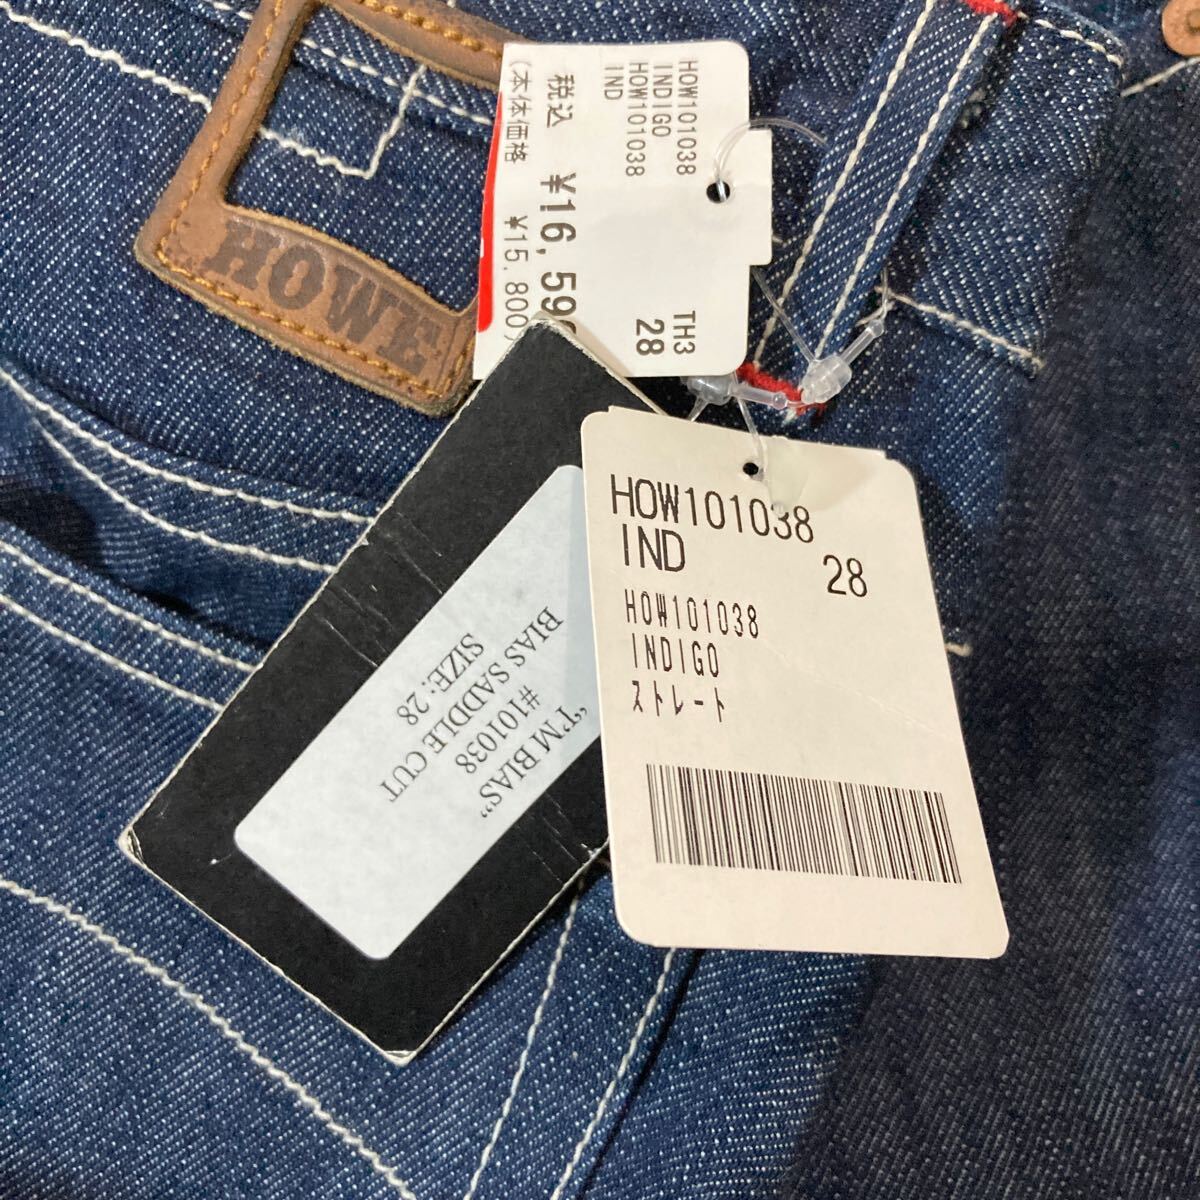 HOWE
HOW101038
INDIGO
HOW101038
IND
TH3
28
税込 ¥16,590
(本体価格 ¥15,800)
"I'M BIAS"
#101038
BIAS SADDLE CUT
SIZE: 28
HOW101038
IND
28
HOW101038
INDIGO
ストレート